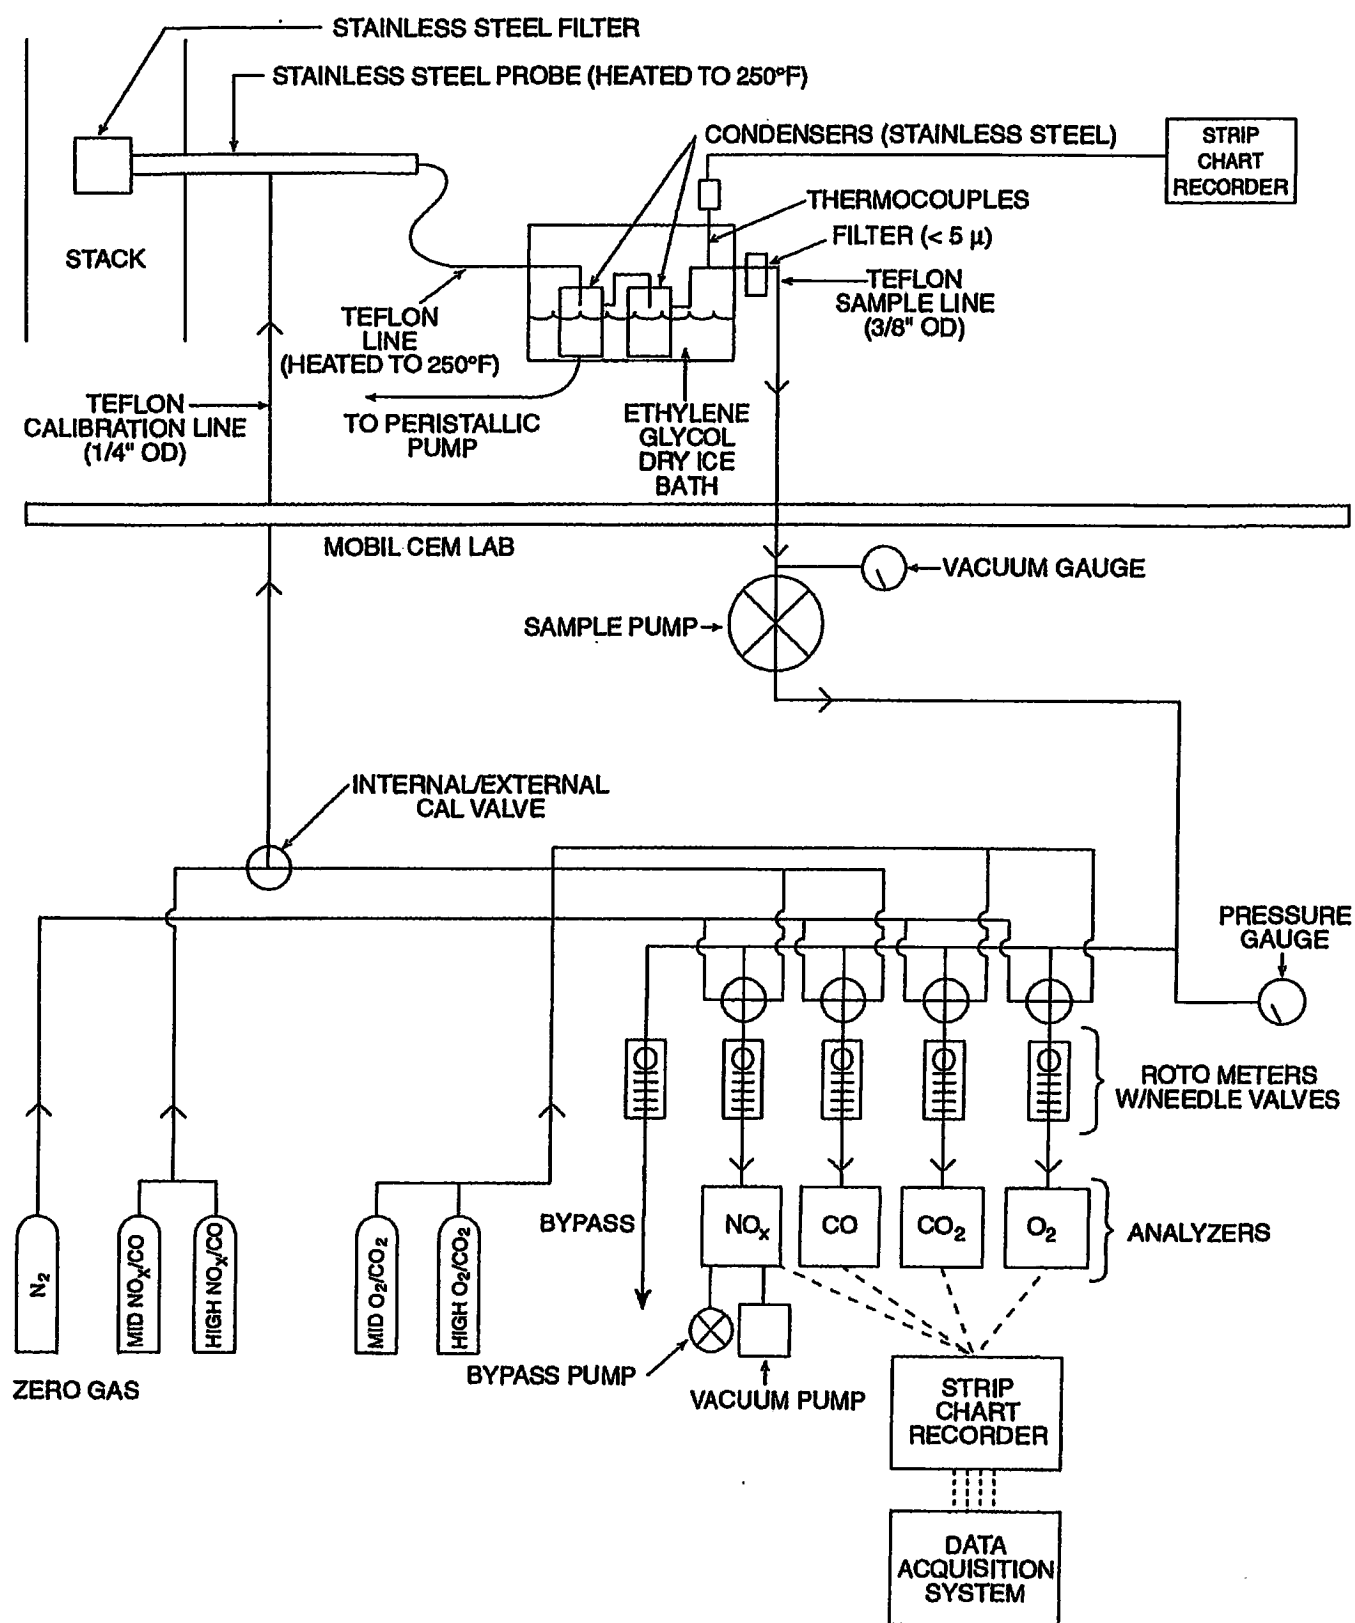 STAINLESS STEEL FILTER
STAINLESS STEEL PROBE (HEATED TO 250°F)
CONDENSERS (STAINLESS STEEL)
STRIP
CHART
RECORDER
THERMOCOUPLES
FILTER (< 5 μ)
STACK
TEFLON
SAMPLE LINE
(3/8" OD)
TEFLON
LINE
(HEATED TO 250°F)
TEFLON
CALIBRATION LINE
(1/4" OD)
TO PERISTALLIC
PUMP
ETHYLENE
GLYCOL
DRY ICE
BATH
MOBIL CEM LAB
VACUUM GAUGE
SAMPLE PUMP
INTERNAL/EXTERNAL
CAL VALVE
PRESSURE
GAUGE
ROTO METERS
W/NEEDLE VALVES
BYPASS
NOx
CO
CO2
O2
ANALYZERS
N2
MID NOx/CO
HIGH NOx/CO
MID O2/CO2
HIGH O2/CO2
ZERO GAS
BYPASS PUMP
VACUUM PUMP
STRIP
CHART
RECORDER
DATA
ACQUISITION
SYSTEM